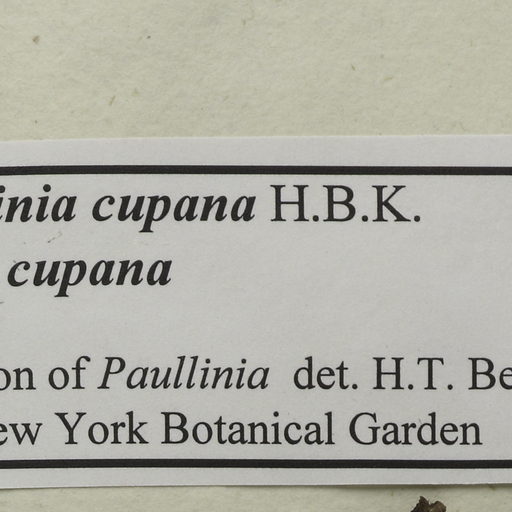 inia cupana H.B.K.
cupana
on of Paullinia det. H.T. Be
ew York Botanical Garden